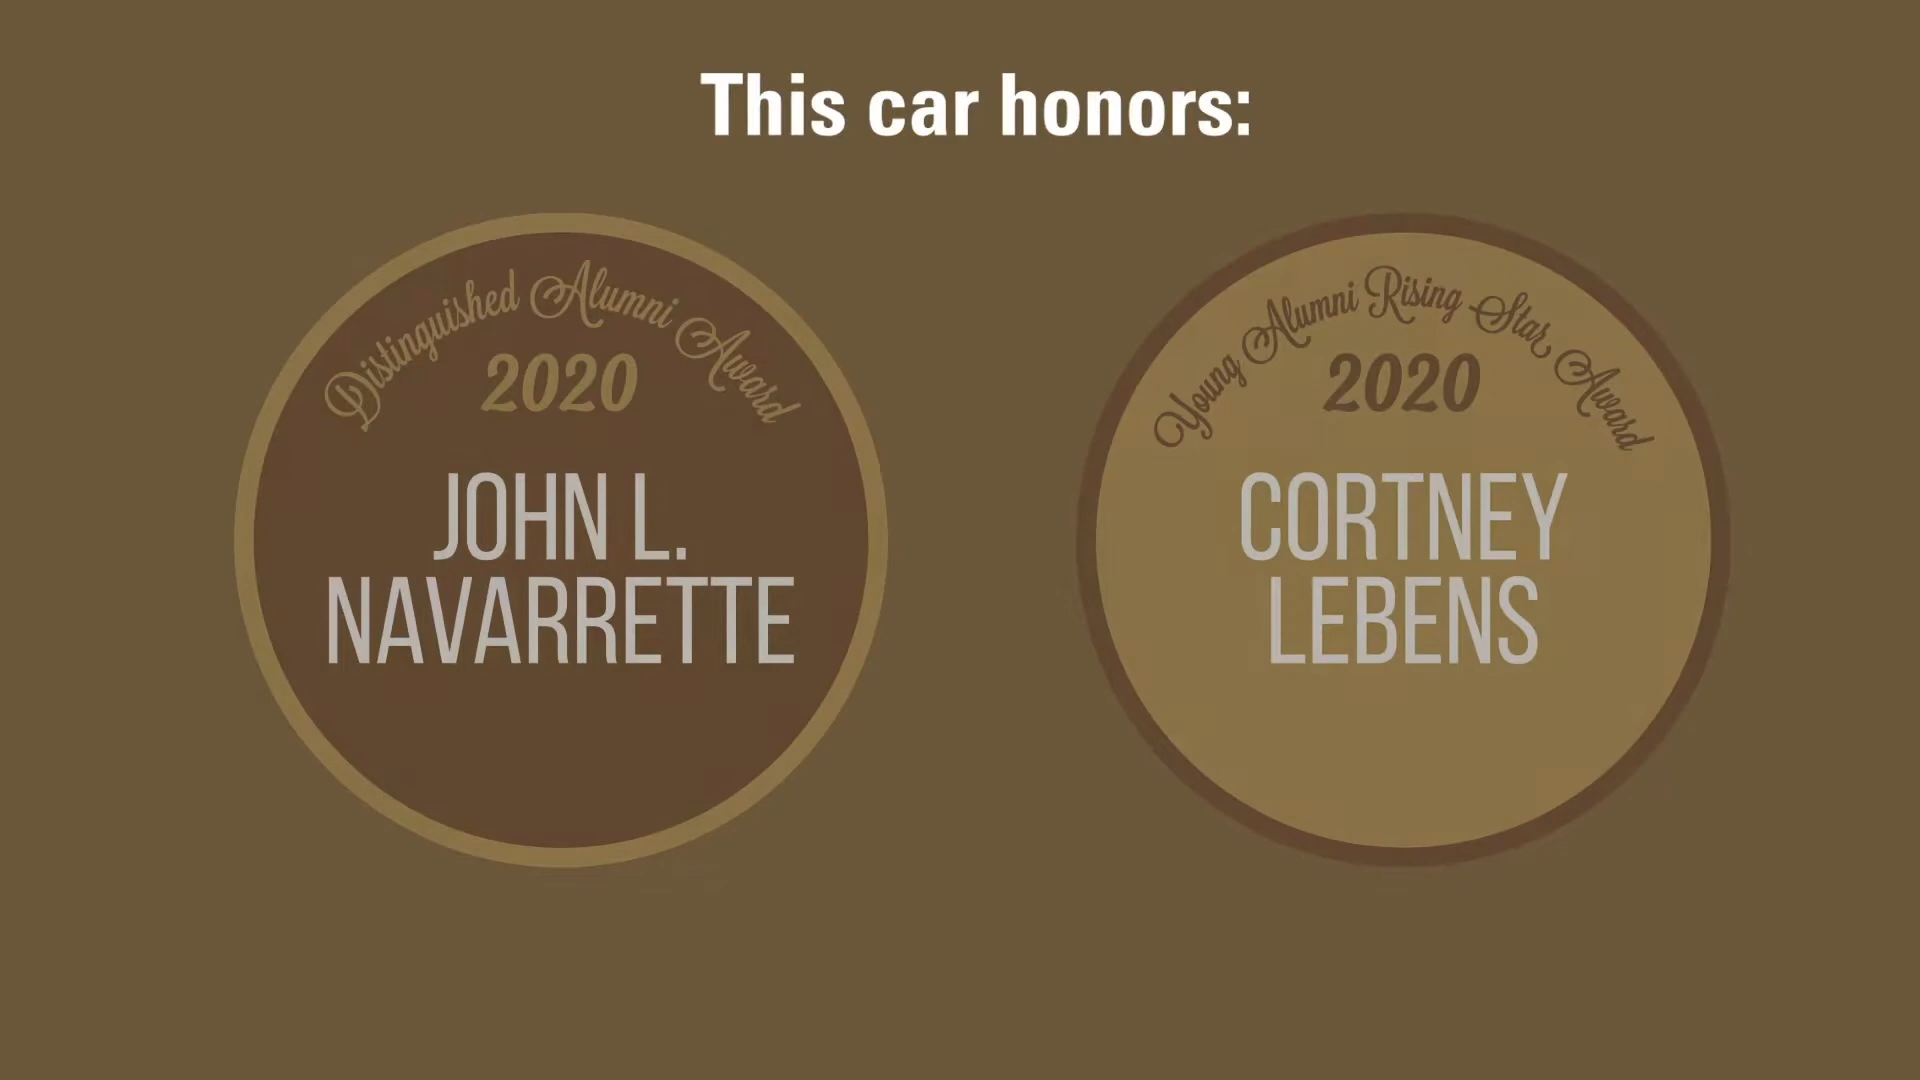 This car honors:
Distinguished Alumni Award
2020
JOHN L.
NAVARRETTE
Young Alumni Rising Star Award
2020
CORTNEY
LEBENS